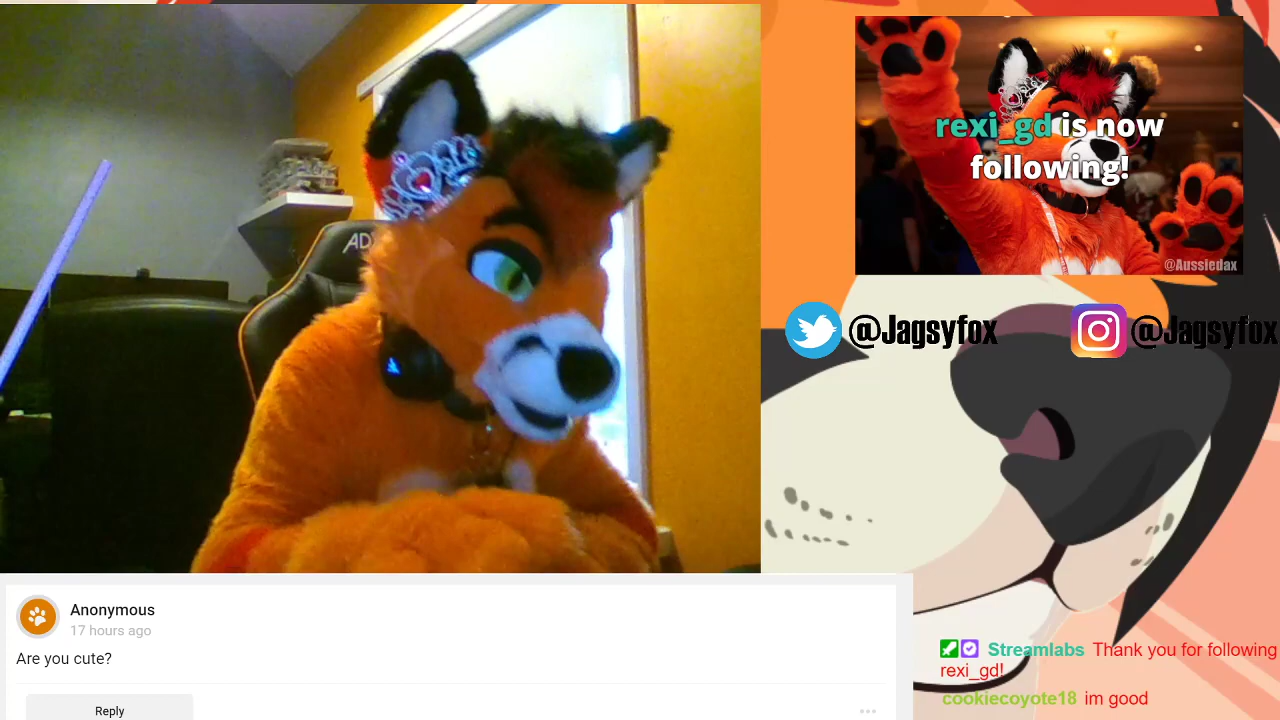 AD
rexi_gd is now
following!
@Aussiedax
@Jagsyfox
@Jagsyfox
Anonymous
17 hours ago
Are you cute?
Reply
Streamlabs Thank you for following
rexi_gd!
cookiecoyote18 im good